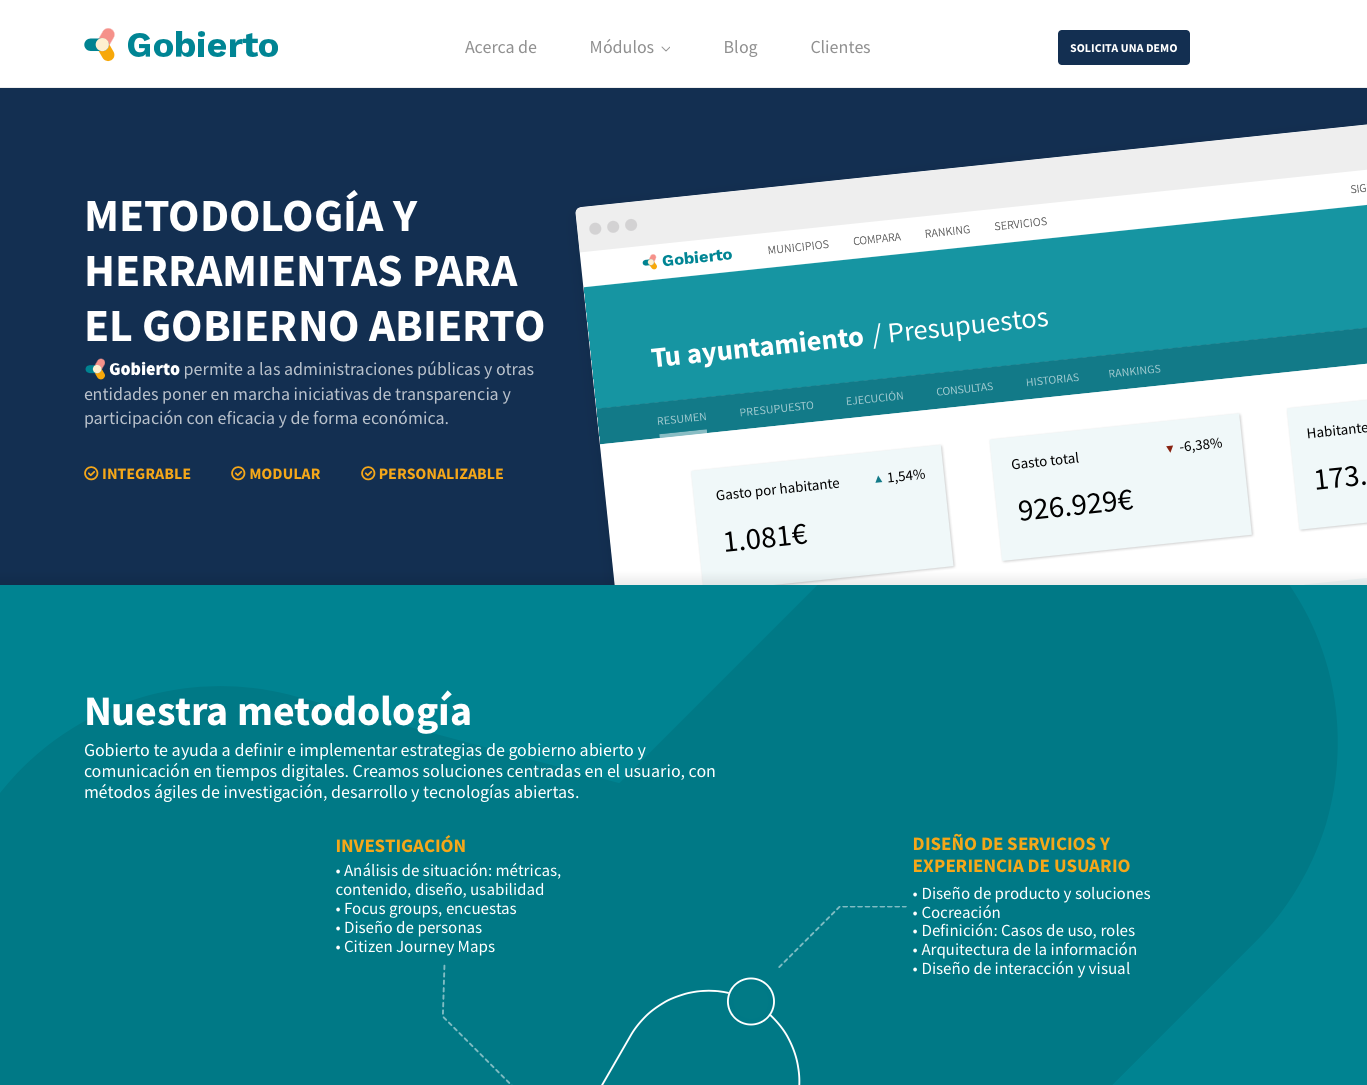 Gobierto
Acerca de
Módulos
Blog
Clientes
SOLICITA UNA DEMO
METODOLOGÍA Y
HERRAMIENTAS PARA
EL GOBIERNO ABIERTO
Gobierto permite a las administraciones públicas y otras
entidades poner en marcha iniciativas de transparencia y
participación con eficacia y de forma económica.
INTEGRABLE
MODULAR
PERSONALIZABLE
Gobierto
MUNICIPIOS
COMPARA
RANKING
SERVICIOS
SIG
Tu ayuntamiento / Presupuestos
RESUMEN
PRESUPUESTO
EJECUCIÓN
CONSULTAS
HISTORIAS
RANKINGS
Gasto por habitante
▲ 1,54%
1.081€
Gasto total
▼ -6,38%
926.929€
Habitante
173.
Nuestra metodología
Gobierto te ayuda a definir e implementar estrategias de gobierno abierto y
comunicación en tiempos digitales. Creamos soluciones centradas en el usuario, con
métodos ágiles de investigación, desarrollo y tecnologías abiertas.
INVESTIGACIÓN
• Análisis de situación: métricas,
contenido, diseño, usabilidad
• Focus groups, encuestas
• Diseño de personas
• Citizen Journey Maps
DISEÑO DE SERVICIOS Y
EXPERIENCIA DE USUARIO
• Diseño de producto y soluciones
• Cocreación
• Definición: Casos de uso, roles
• Arquitectura de la información
• Diseño de interacción y visual